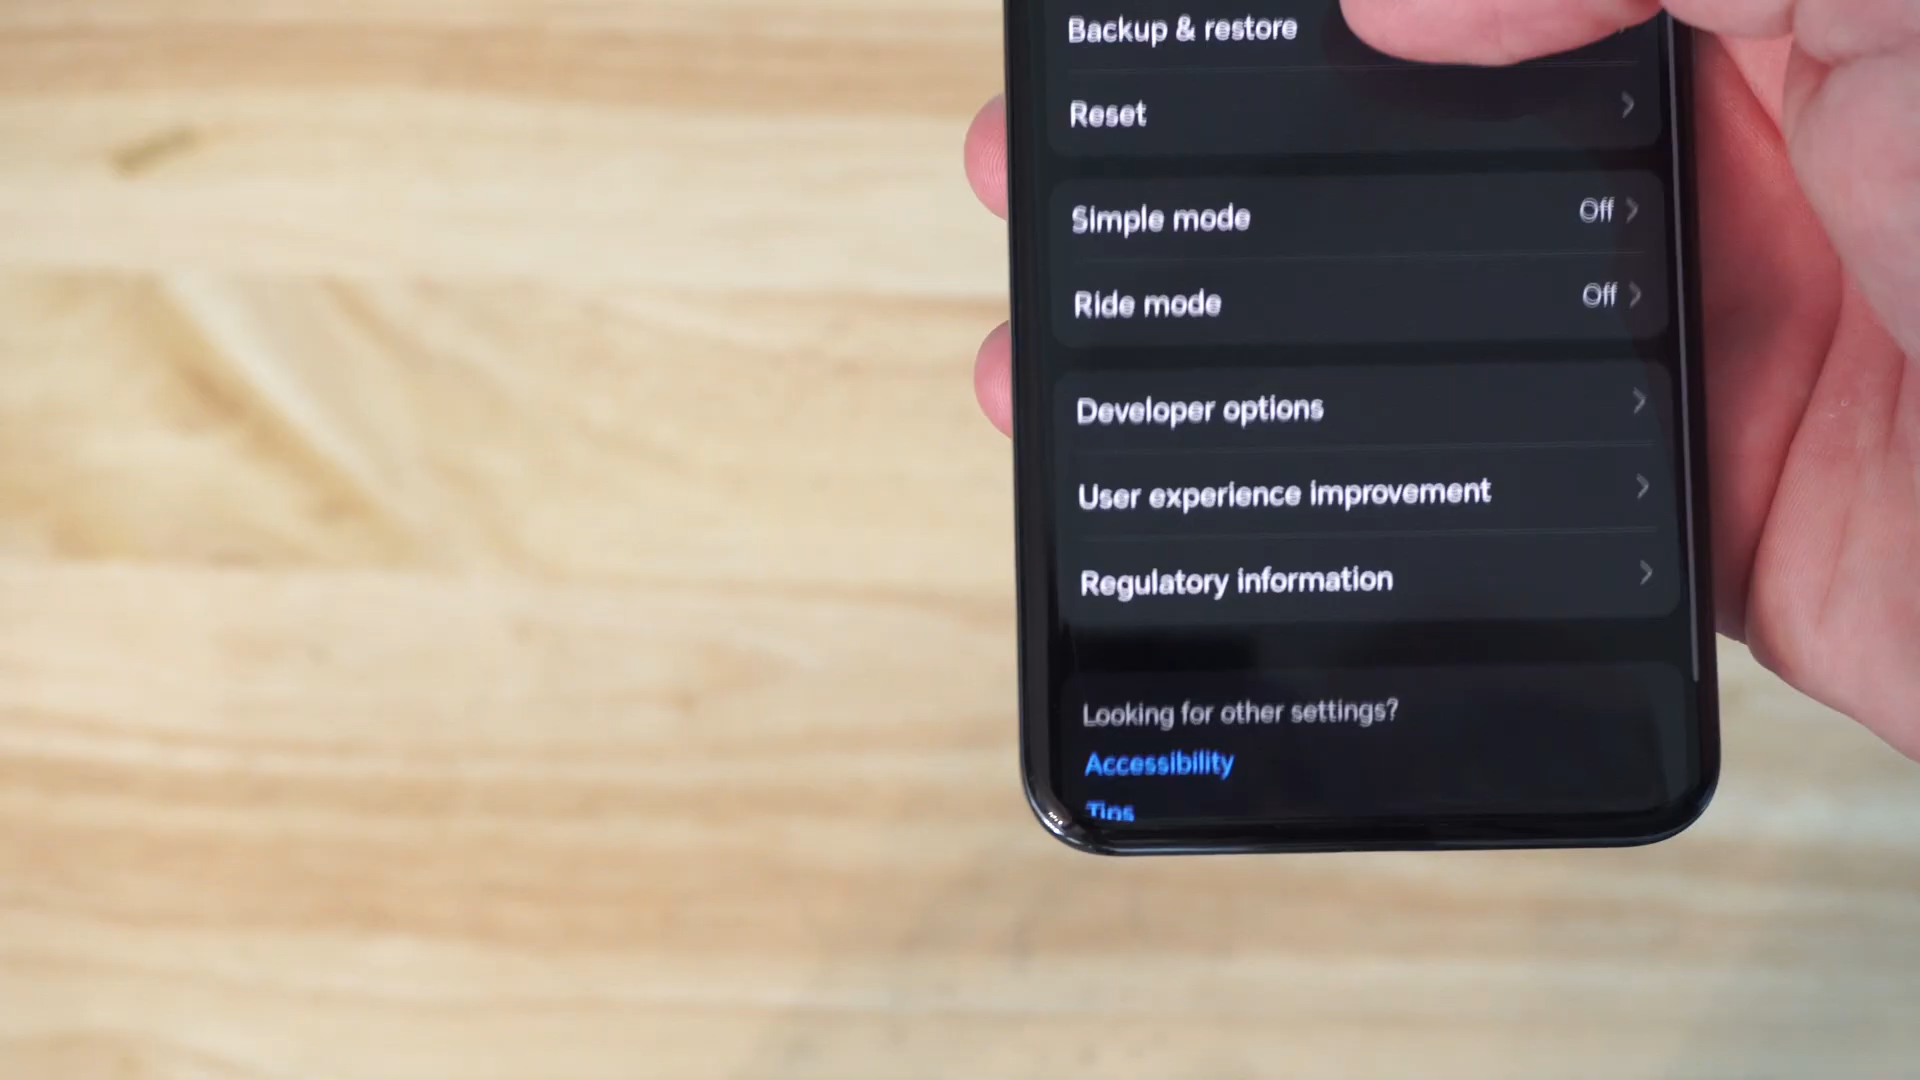 Backup & restore
Reset
Simple mode Off
Ride mode Off
Developer options
User experience improvement
Regulatory information
Looking for other settings?
Accessibility
Tips